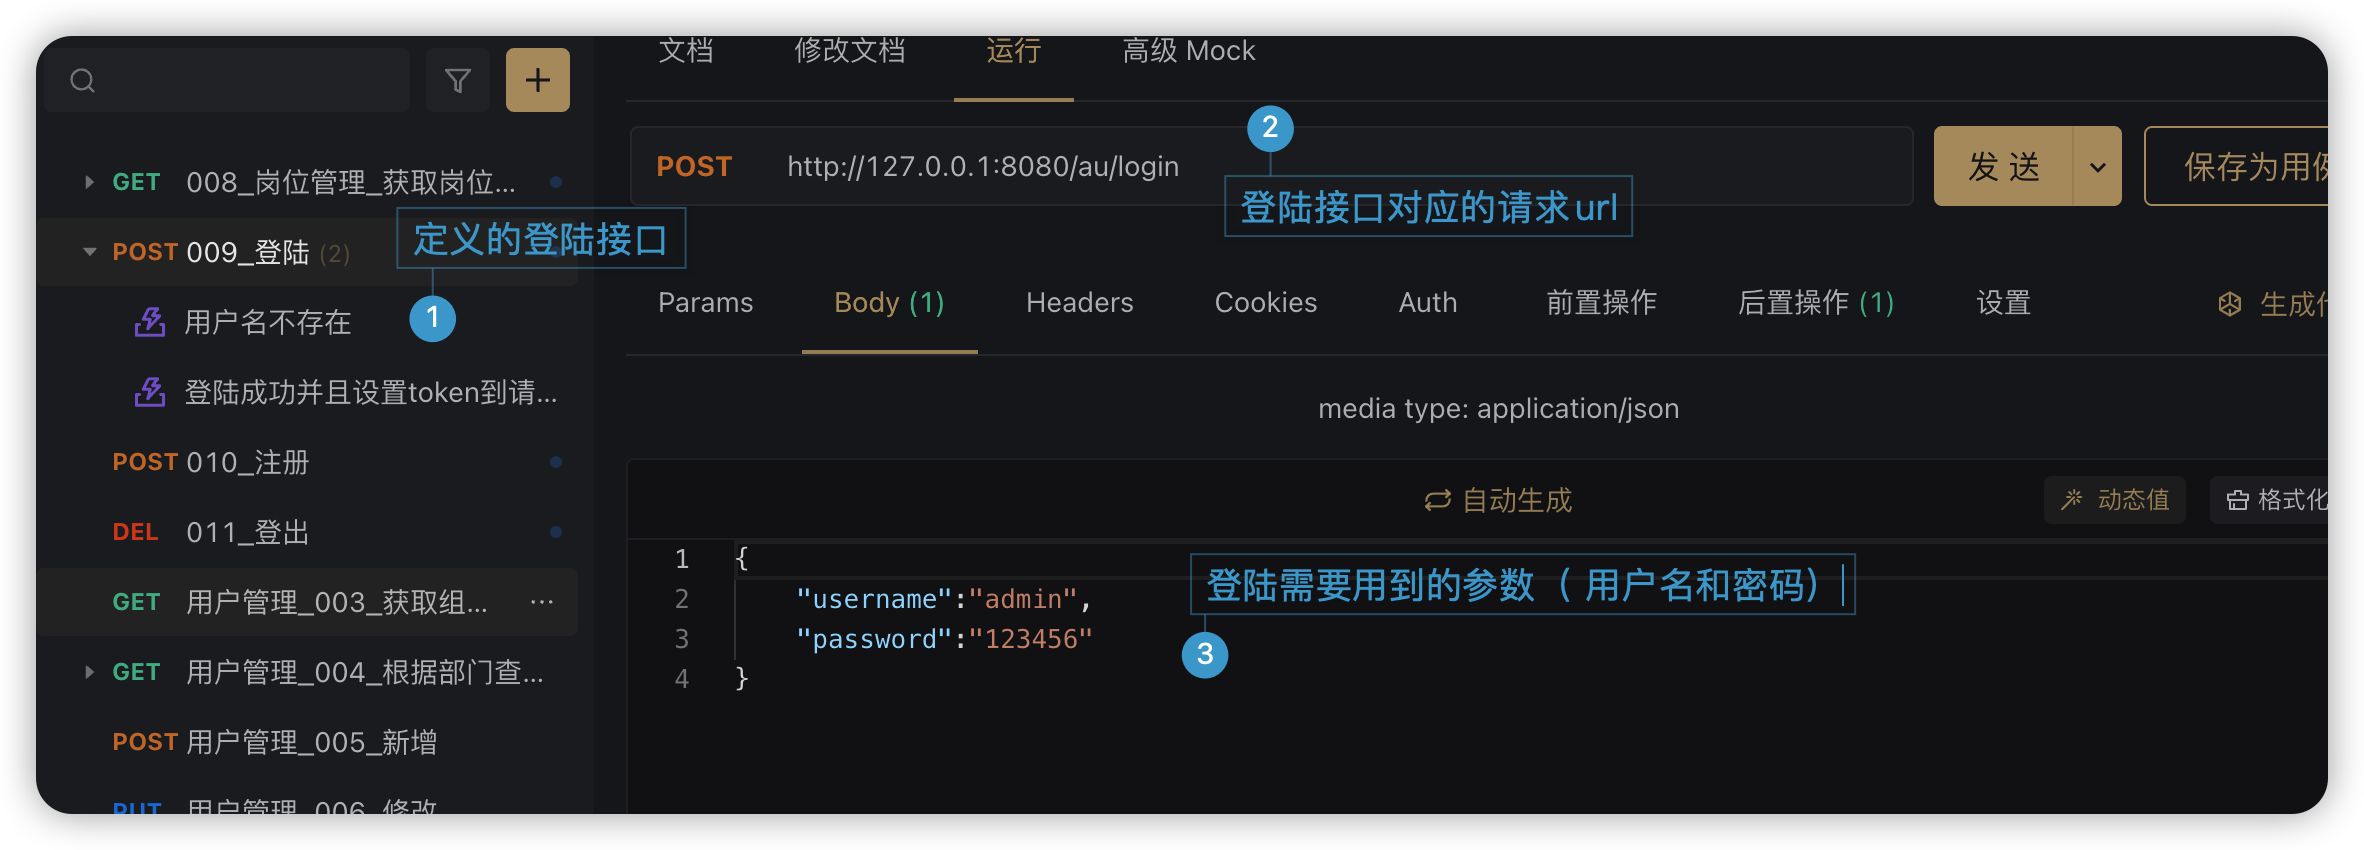 文档
修改文档
运行
高级 Mock
GET 008_岗位管理_获取岗位...
POST 009_登陆 (2)
用户名不存在
登陆成功并且设置token到请...
POST 010_注册
DEL 011_登出
GET 用户管理_003_获取组...
GET 用户管理_004_根据部门查...
POST 用户管理_005_新增
PUT 用户管理_006_修改
定义的登陆接口
1
POST http://127.0.0.1:8080/au/login
发 送
保存为用例
2
登陆接口对应的请求url
Params
Body (1)
Headers
Cookies
Auth
前置操作
后置操作 (1)
设置
生成代
media type: application/json
自动生成
动态值
格式化
1 {
2 "username":"admin",
3 "password":"123456"
4 }
登陆需要用到的参数（用户名和密码）
3